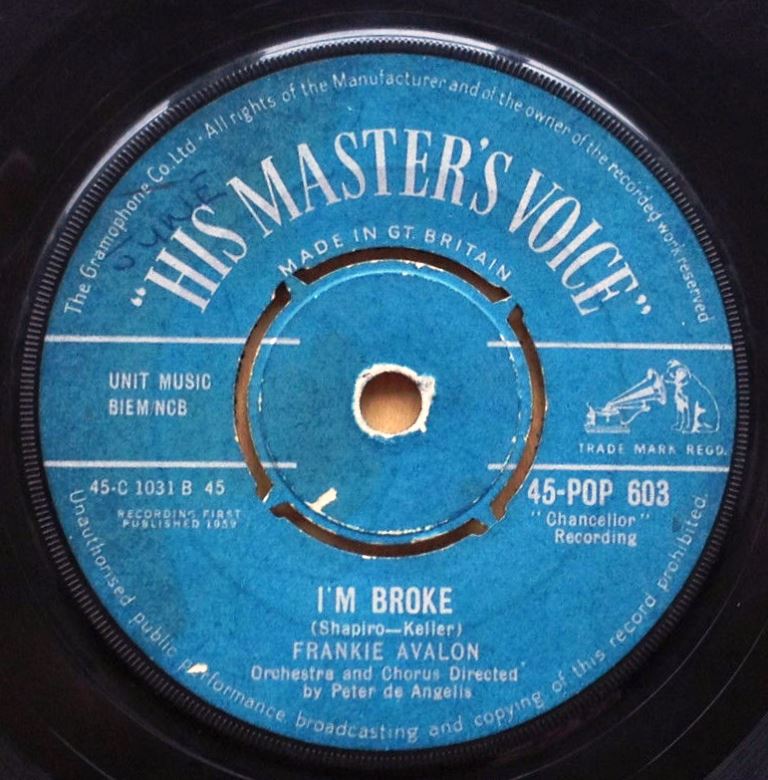 The Gramophone Co. Ltd · All rights of the Manufacturer and of the owner of the recorded work reserved
JUNE
"HIS MASTER'S VOICE"
MADE IN GT. BRITAIN
UNIT MUSIC
BIEM/NCB
TRADE MARK REGD.
45-C 1031 B 45
RECORDING FIRST
PUBLISHED 1959
45-POP 603
"Chancellor"
Recording
I'M BROKE
(Shapiro—Keller)
FRANKIE AVALON
Orchestra and Chorus Directed
by Peter de Angelis
Unauthorised public performance broadcasting and copying of this record prohibited.